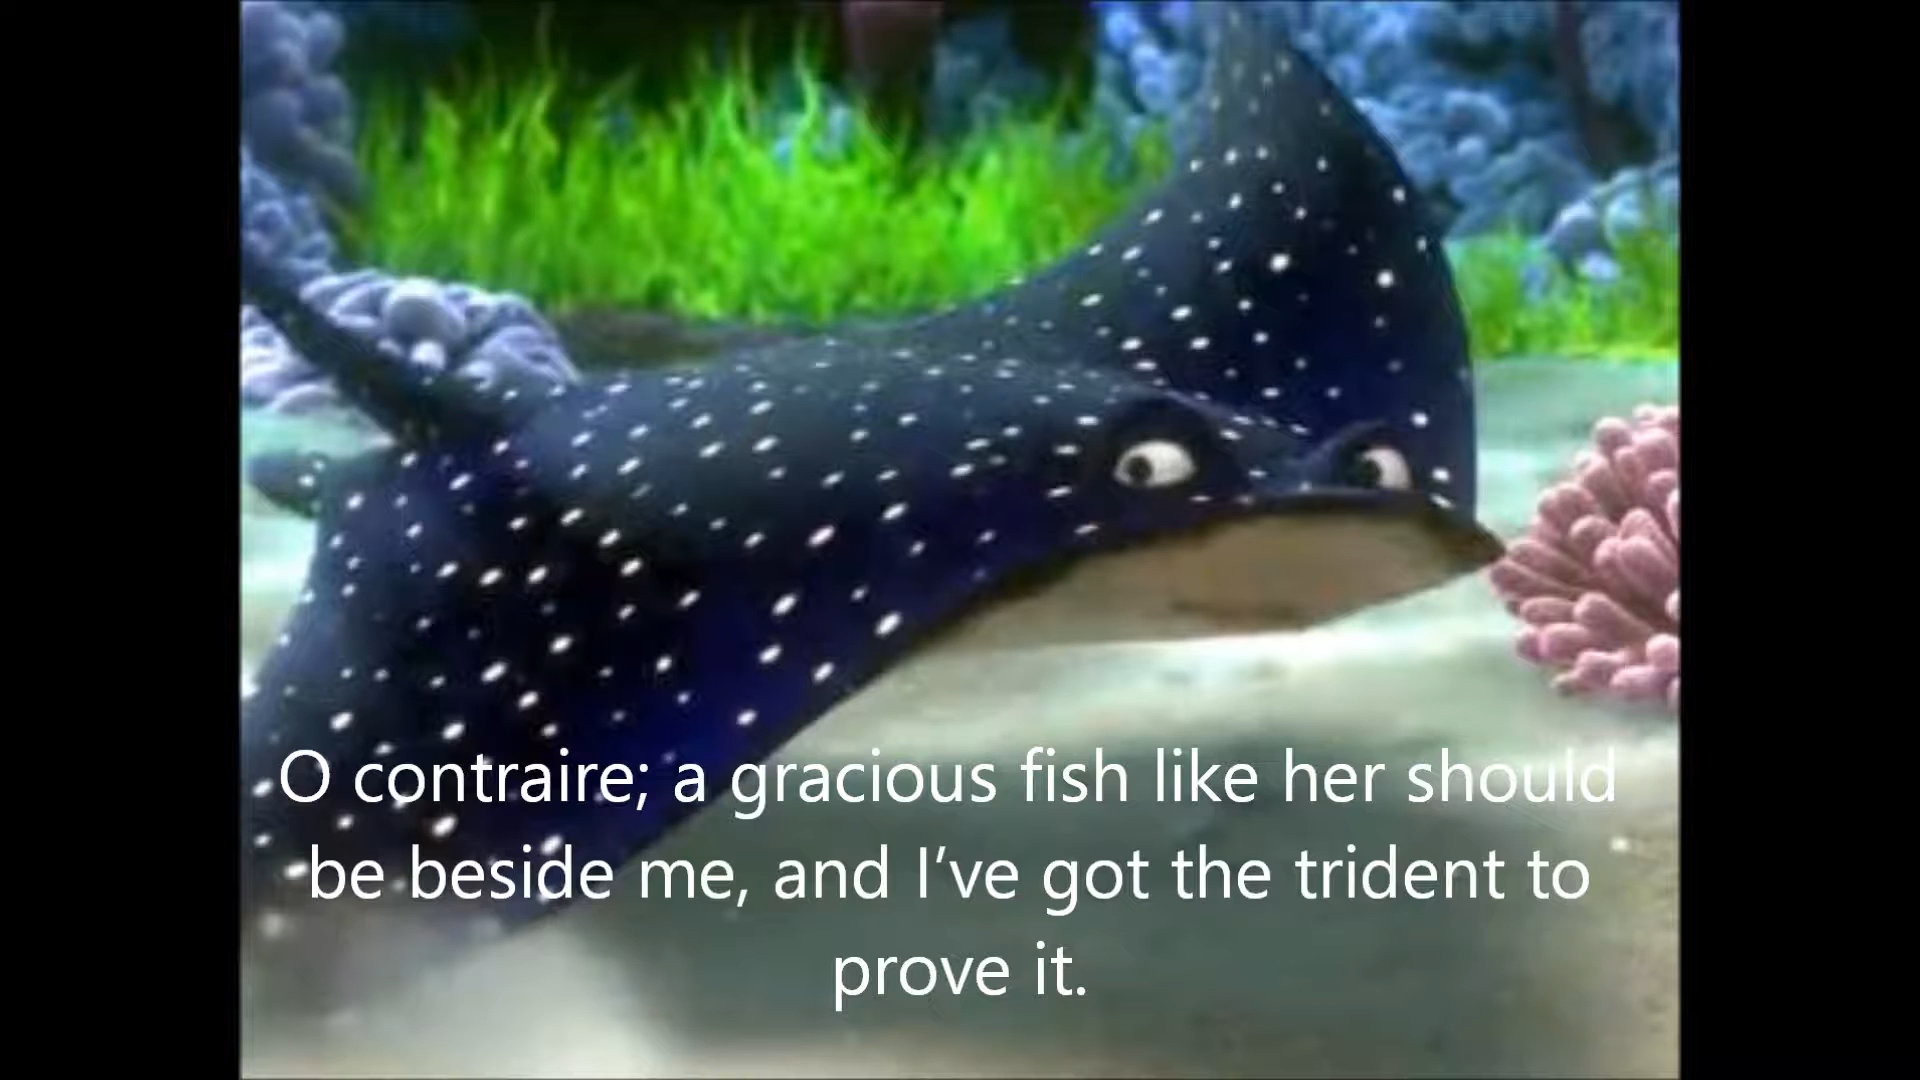 O contraire; a gracious fish like her should
be beside me, and I’ve got the trident to
prove it.